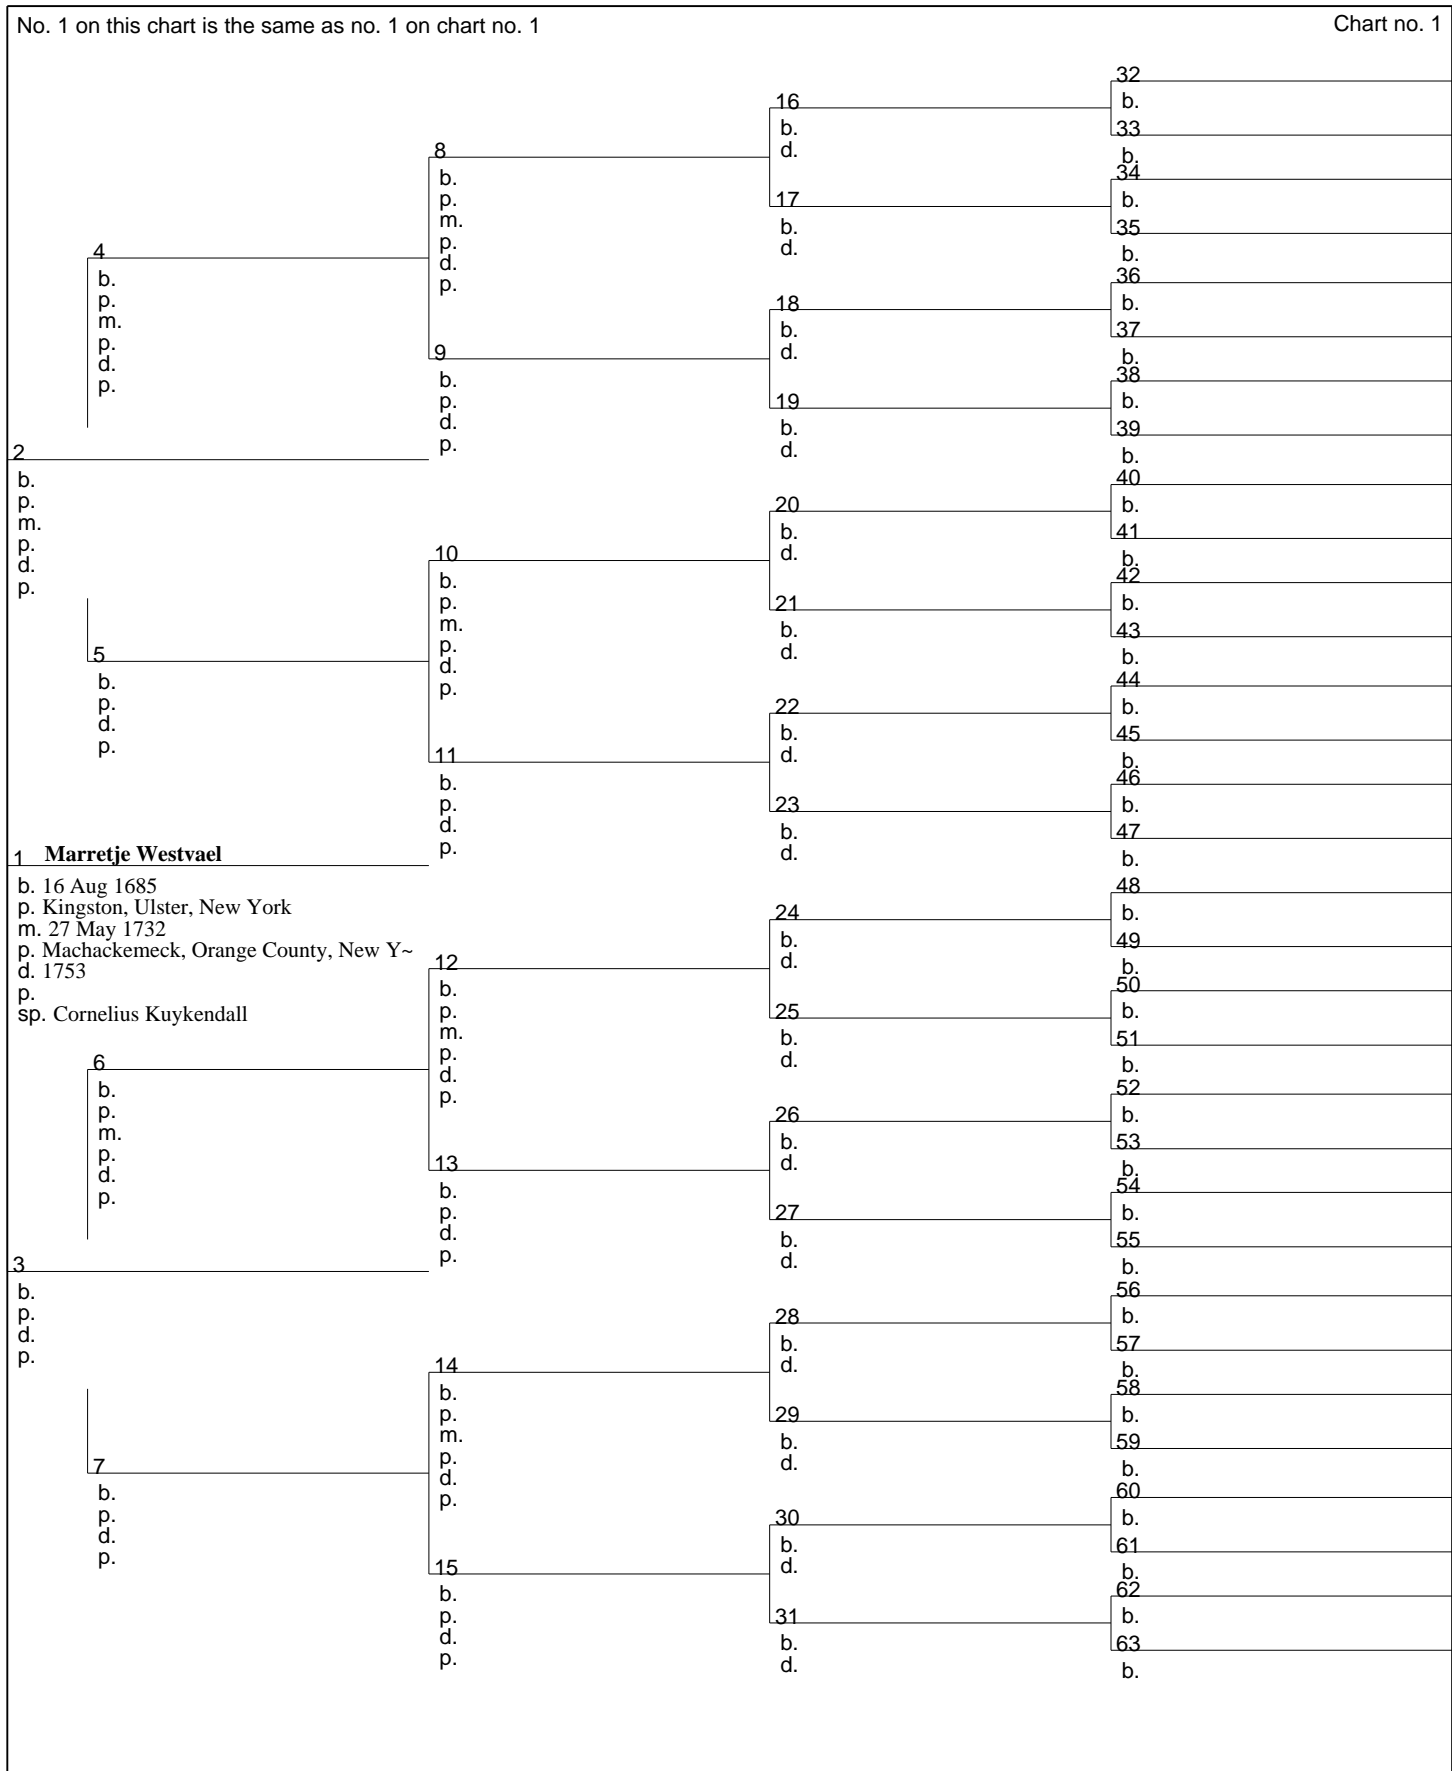 No. 1 on this chart is the same as no. 1 on chart no. 1
Chart no. 1
32
b.
33
b.
16
b.
d.
34
b.
35
b.
17
b.
d.
8
b.
p.
m.
p.
d.
p.
36
b.
37
b.
18
b.
d.
38
b.
39
b.
19
b.
d.
9
b.
p.
d.
p.
4
b.
p.
m.
p.
d.
p.
2
b.
p.
m.
p.
d.
p.
40
b.
41
b.
20
b.
d.
42
b.
43
b.
21
b.
d.
10
b.
p.
m.
p.
d.
p.
44
b.
45
b.
22
b.
d.
46
b.
47
b.
23
b.
d.
11
b.
p.
d.
p.
5
b.
p.
d.
p.
1 Marretje Westvael
b. 16 Aug 1685
p. Kingston, Ulster, New York
m. 27 May 1732
p. Machackemeck, Orange County, New Y~
d. 1753
p.
sp. Cornelius Kuykendall
48
b.
49
b.
24
b.
d.
50
b.
51
b.
25
b.
d.
12
b.
p.
m.
p.
d.
p.
52
b.
53
b.
26
b.
d.
54
b.
55
b.
27
b.
d.
13
b.
p.
d.
p.
6
b.
p.
m.
p.
d.
p.
3
b.
p.
d.
p.
56
b.
57
b.
28
b.
d.
58
b.
59
b.
29
b.
d.
14
b.
p.
m.
p.
d.
p.
60
b.
61
b.
30
b.
d.
62
b.
63
b.
31
b.
d.
15
b.
p.
d.
p.
7
b.
p.
d.
p.